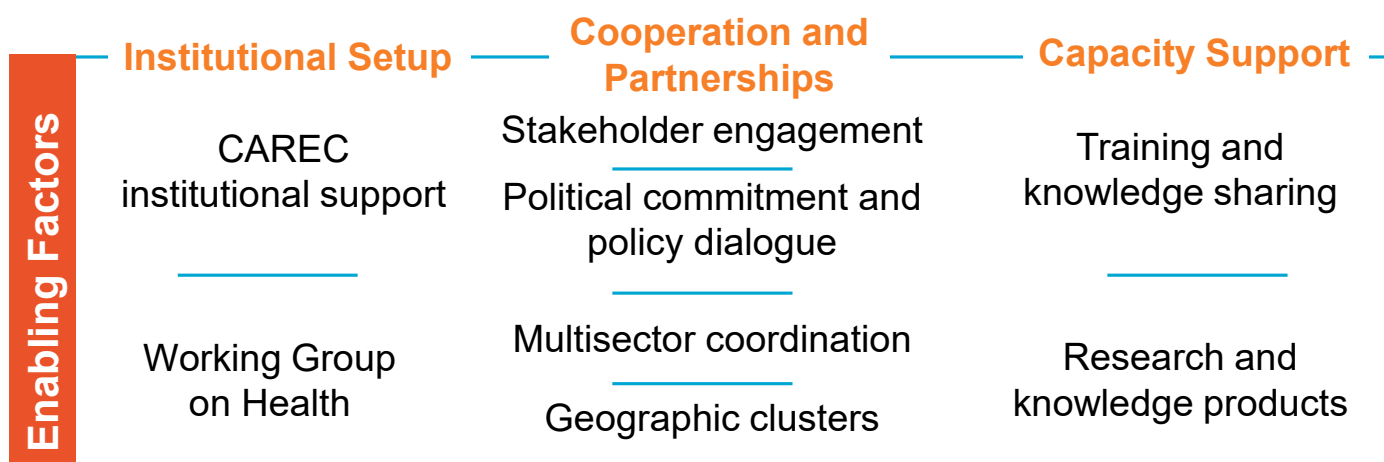 Enabling Factors
Institutional Setup
CAREC
institutional support
Working Group
on Health
Cooperation and
Partnerships
Stakeholder engagement
Political commitment and
policy dialogue
Multisector coordination
Geographic clusters
Capacity Support
Training and
knowledge sharing
Research and
knowledge products